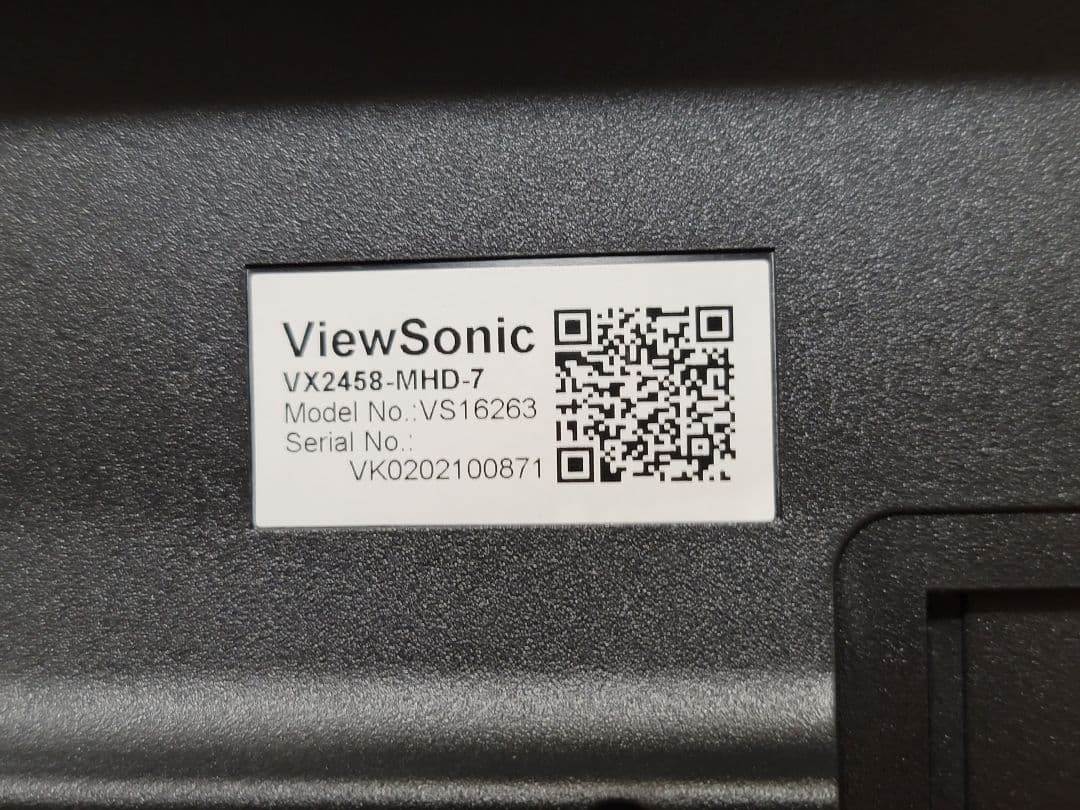 ViewSonic
VX2458-MHD-7
Model No.:VS16263
Serial No.:
VK0202100871